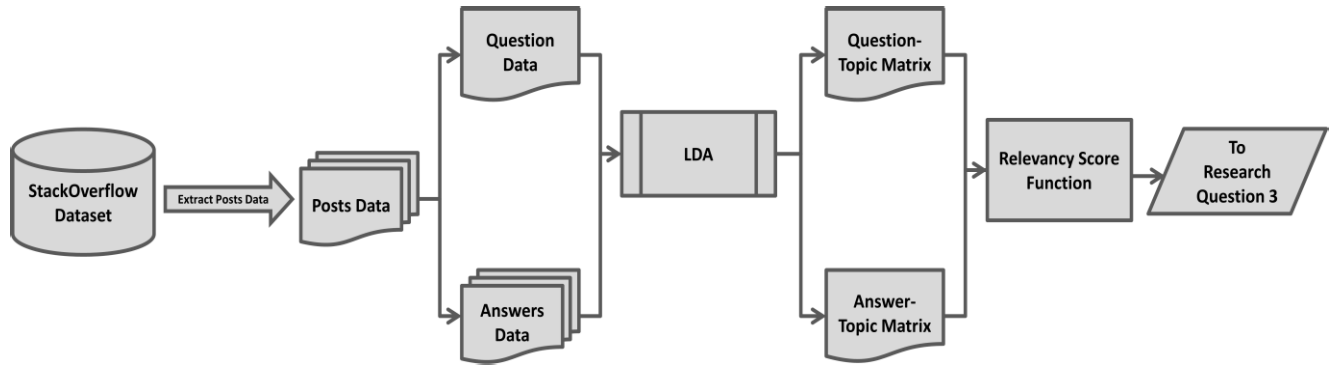 StackOverflow
Dataset
Extract Posts Data
Posts Data
Question
Data
Answers
Data
LDA
Question-
Topic Matrix
Answer-
Topic Matrix
Relevancy Score
Function
To
Research
Question 3